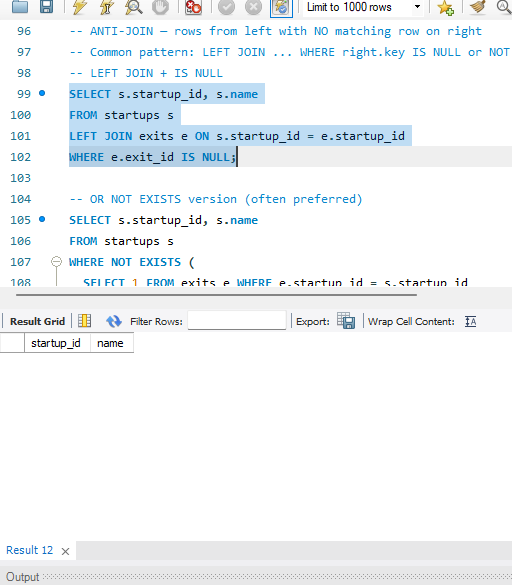 Limit to 1000 rows
96 -- ANTI-JOIN — rows from left with NO matching row on right
97 -- Common pattern: LEFT JOIN ... WHERE right.key IS NULL or NOT
98 -- LEFT JOIN + IS NULL
99 SELECT s.startup_id, s.name
100 FROM startups s
101 LEFT JOIN exits e ON s.startup_id = e.startup_id
102 WHERE e.exit_id IS NULL;
103
104 -- OR NOT EXISTS version (often preferred)
105 SELECT s.startup_id, s.name
106 FROM startups s
107 WHERE NOT EXISTS (
108 SELECT 1 FROM exits e WHERE e.startup_id = s.startup_id
Result Grid Filter Rows: Export: Wrap Cell Content:
startup_id name
Result 12
Output